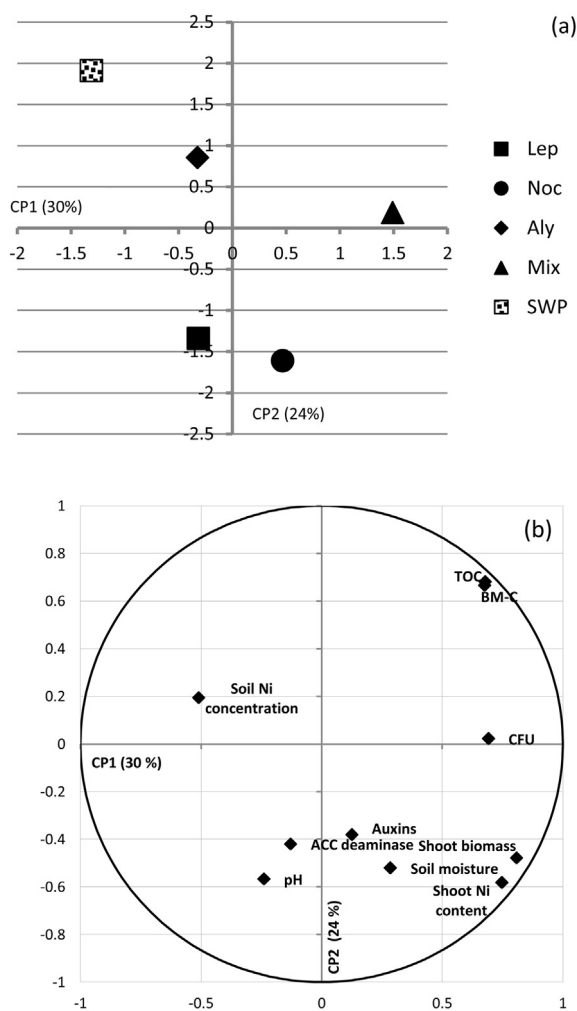 2.5
(a)
2
1.5
1
Lep
0.5
Noc
CP1 (30%)
0
Aly
-2 -1.5 -1 -0.5 0 0.5 1 1.5 2
-0.5
Mix
-1
SWP
-1.5
-2
CP2 (24%)
-2.5
1
(b)
0.8
TOC
0.6
BM-C
0.4
Soil Ni
0.2
concentration
0
CFU
CP1 (30 %)
-0.2
Auxins
-0.4
ACC deaminase Shoot biomass
Soil moisture
-0.6
pH
Shoot Ni
content
-0.8
CP2 (24 %)
-1
-1 -0.5 0 0.5 1